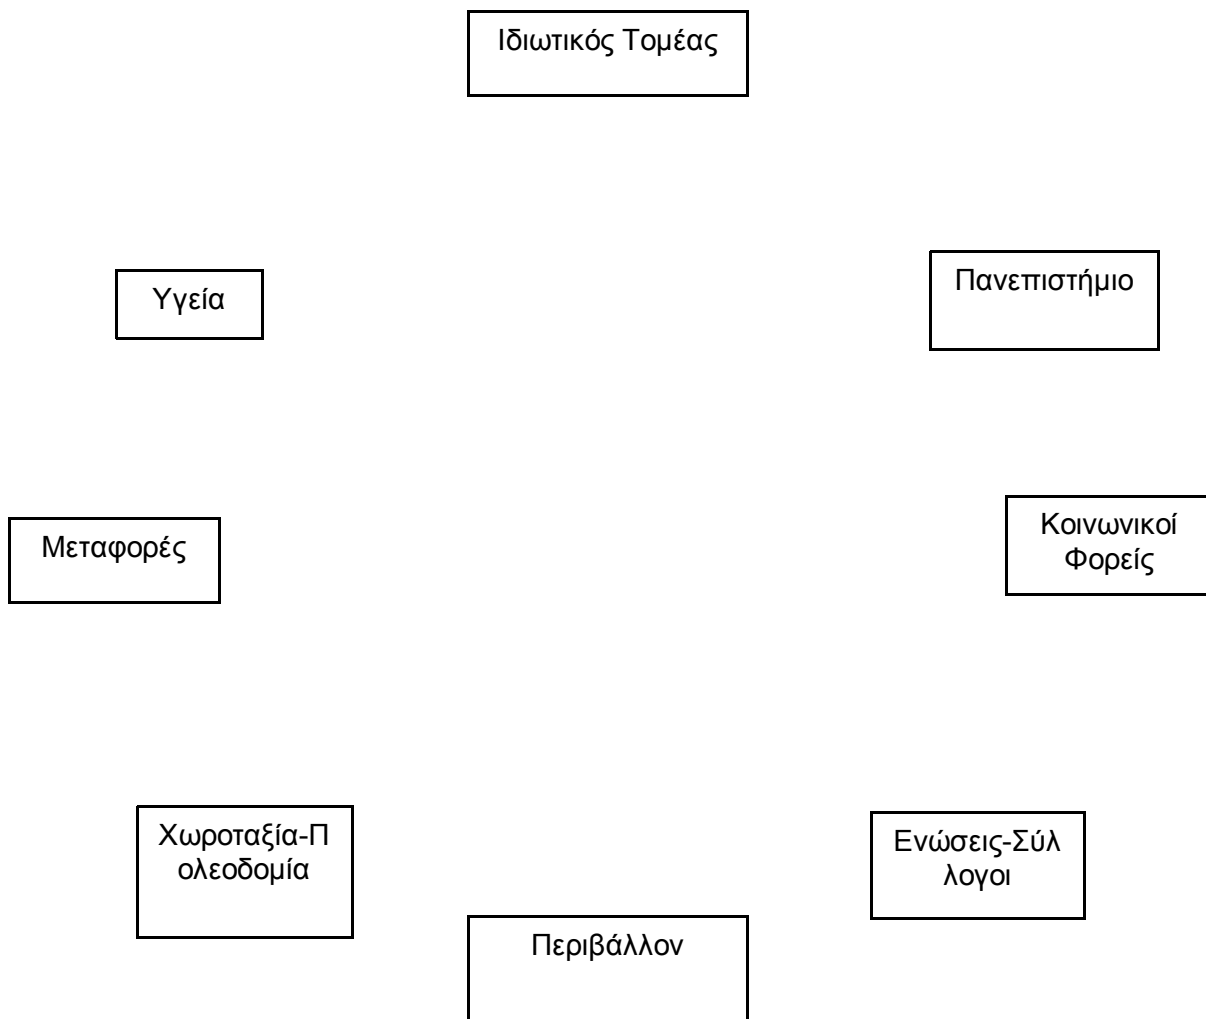 Ιδιωτικός Τομέας
Υγεία
Πανεπιστήμιο
Μεταφορές
Κοινωνικοί
Φορείς
Χωροταξία-Π
ολεοδομία
Ενώσεις-Σύλ
λογοι
Περιβάλλον